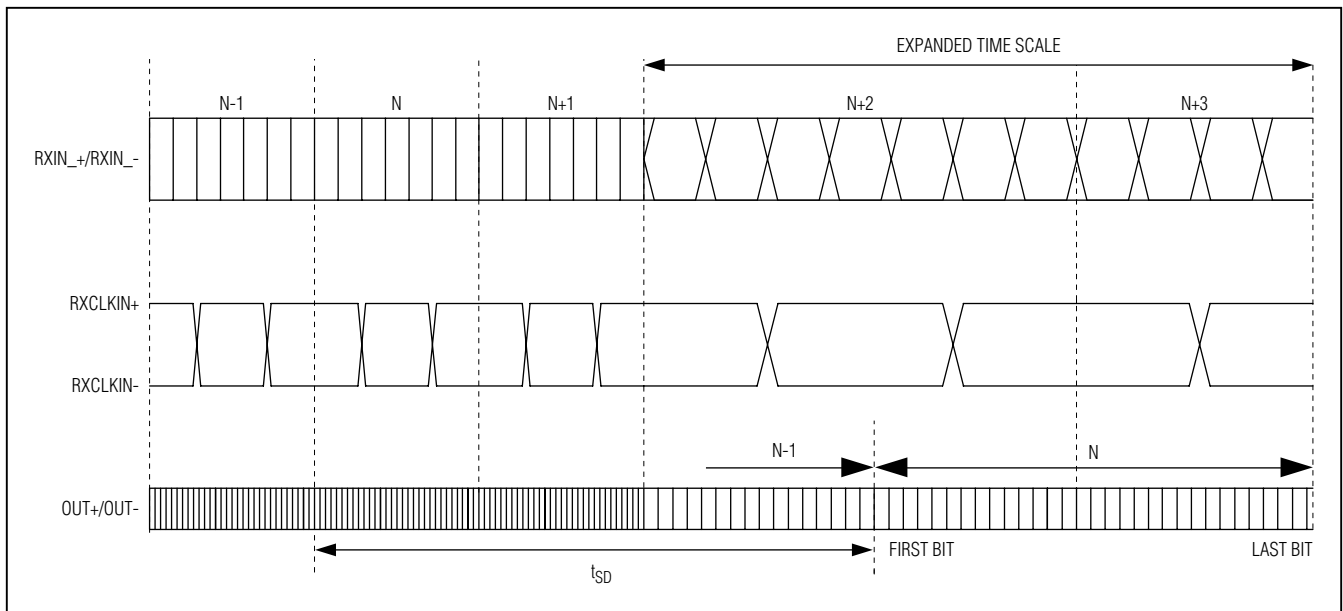 EXPANDED TIME SCALE
N-1 N N+1 N+2 N+3
RXIN_+/RXIN_-
RXCLKIN+
RXCLKIN-
N-1 N
OUT+/OUT-
FIRST BIT LAST BIT
tSD